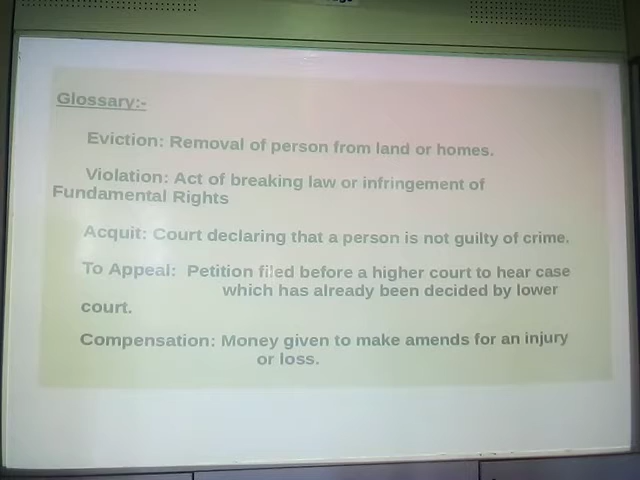 Glossary:-
Eviction: Removal of person from land or homes.
Violation: Act of breaking law or infringement of
Fundamental Rights
Acquit: Court declaring that a person is not guilty of crime.
To Appeal: Petition filed before a higher court to hear case
which has already been decided by lower
court.
Compensation: Money given to make amends for an injury
or loss.